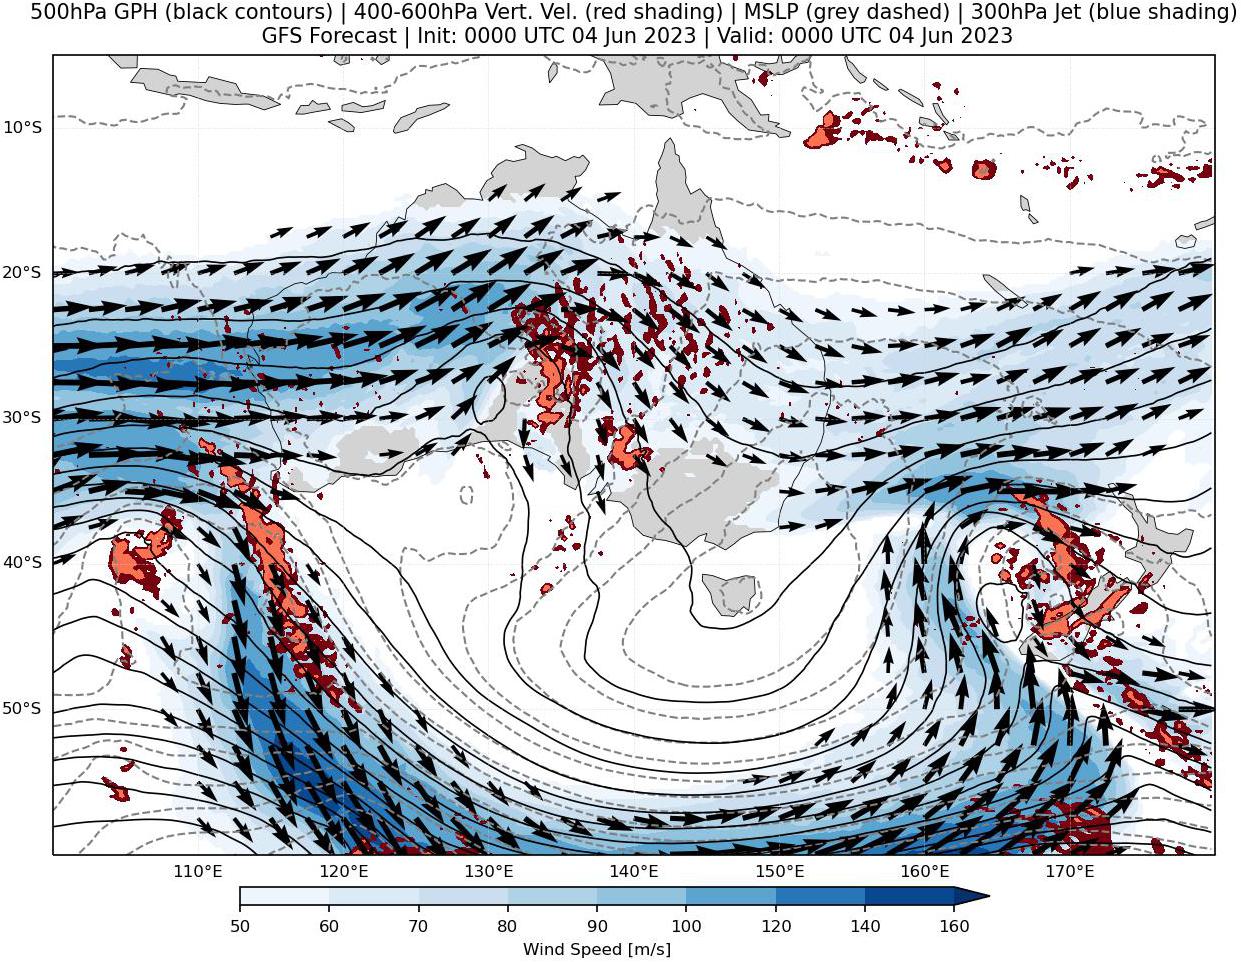 500hPa GPH (black contours) | 400-600hPa Vert. Vel. (red shading) | MSLP (grey dashed) | 300hPa Jet (blue shading)
GFS Forecast | Init: 0000 UTC 04 Jun 2023 | Valid: 0000 UTC 04 Jun 2023
10°S
20°S
30°S
40°S
50°S
110°E 120°E 130°E 140°E 150°E 160°E 170°E
50 60 70 80 90 100 120 140 160
Wind Speed [m/s]